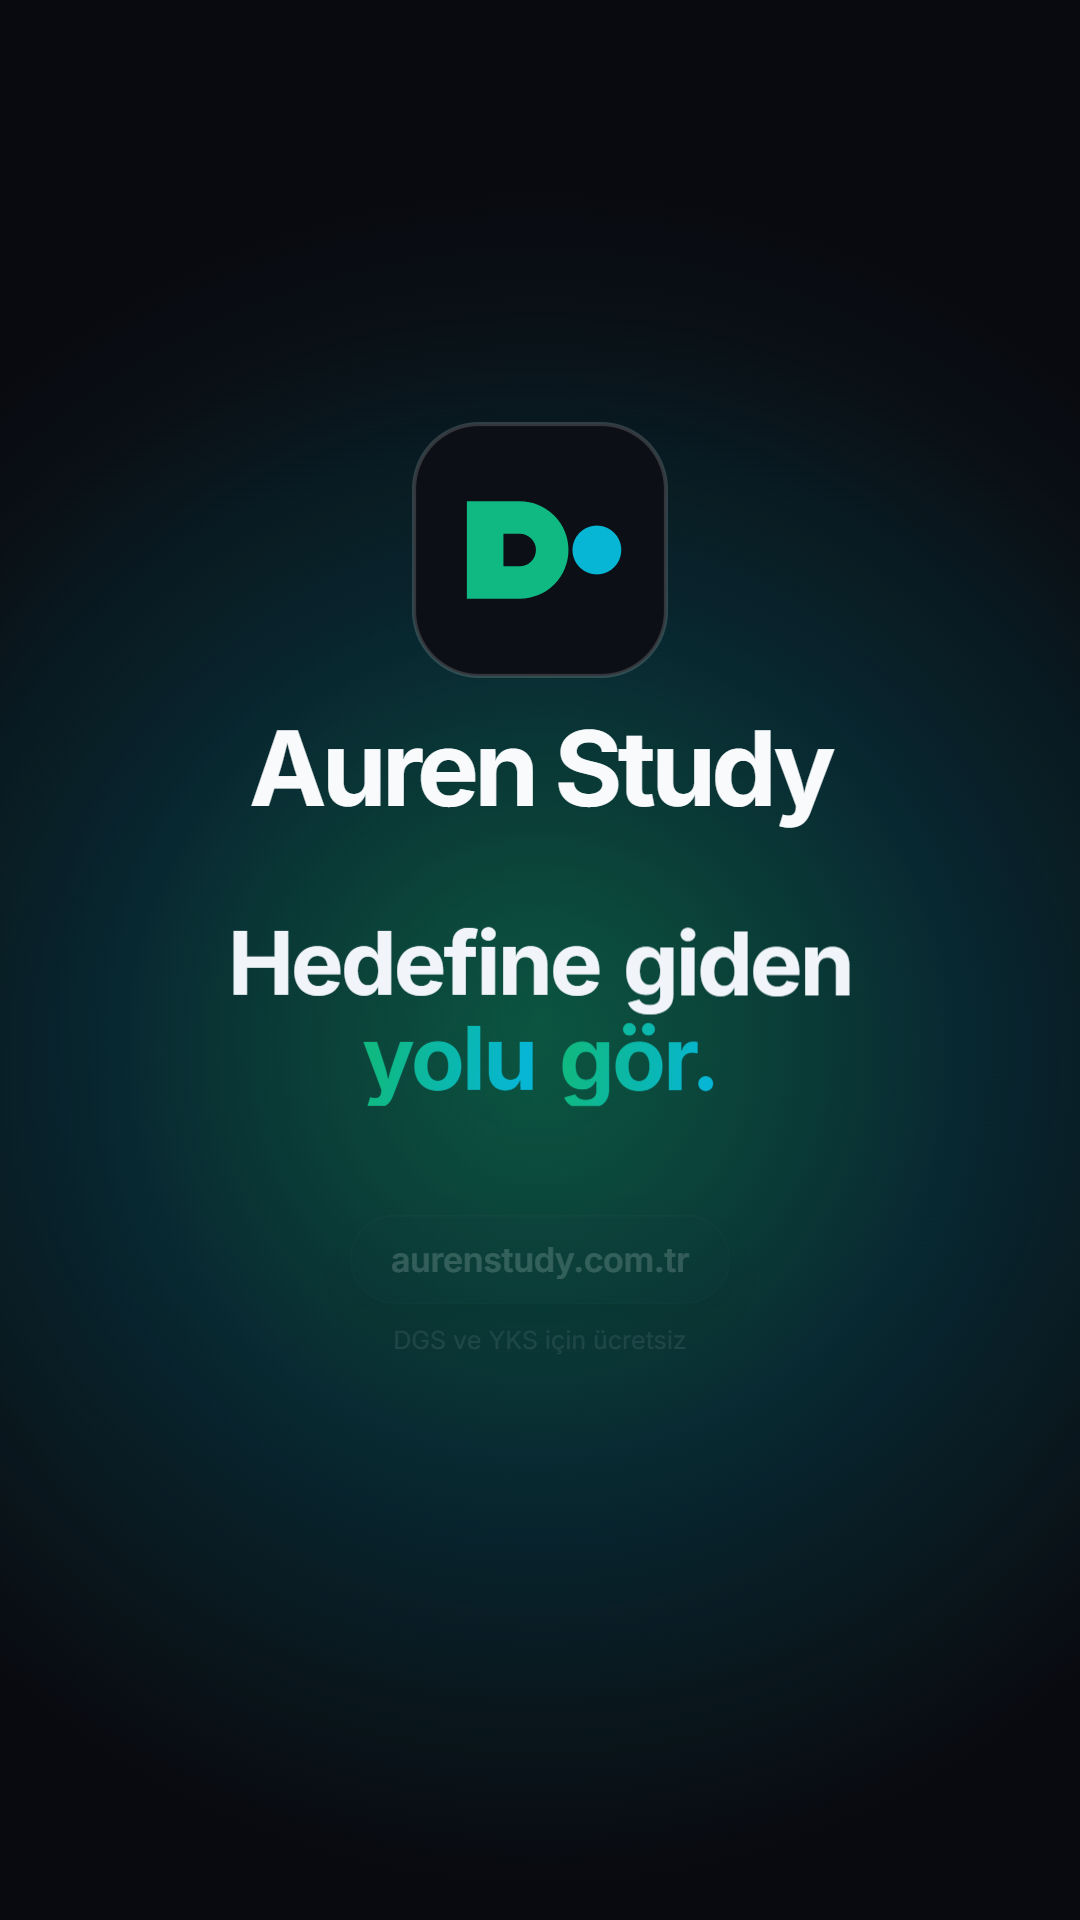 D
Auren Study
Hedefine giden
yolu gör.
aurenstudy.com.tr
DGS ve YKS için ücretsiz